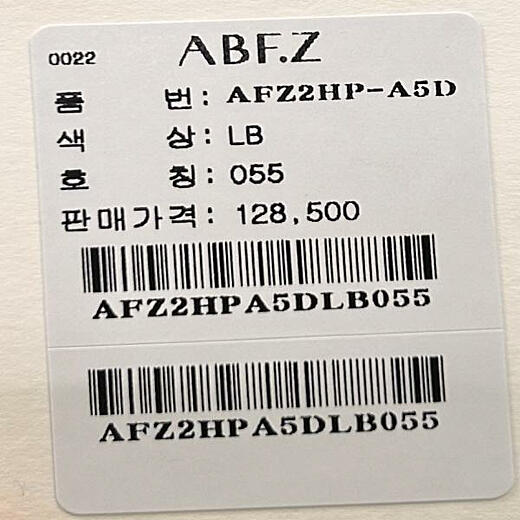 0022 ABF.Z
품 번 : AFZ2HP-A5D
색 상 : LB
호 칭 : 055
판매가격 : 128,500
AFZ2HPA5DLB055
AFZ2HPA5DLB055